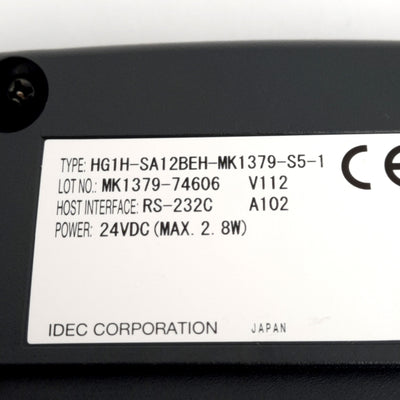 TYPE: HG1H-SA12BEH-MK1379-S5-1
LOT NO.: MK1379-74606 V112
HOST INTERFACE: RS-232C A102
POWER: 24VDC (MAX. 2.8W)
CE
IDEC CORPORATION JAPAN